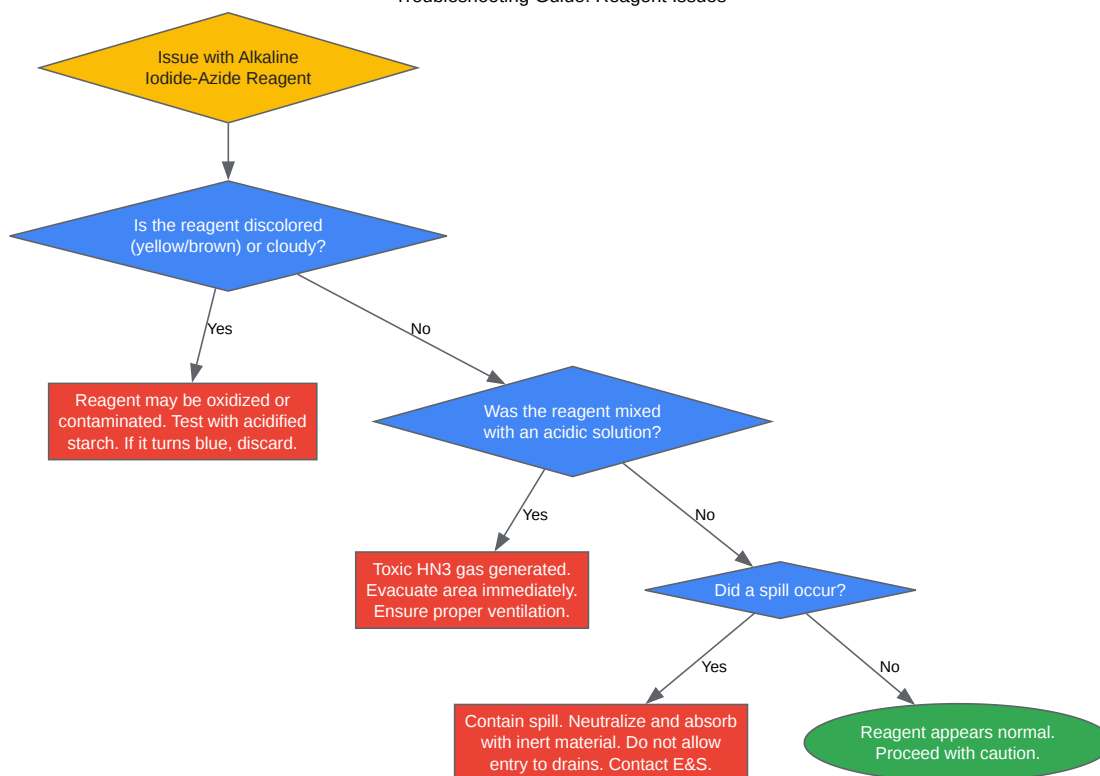 Troubleshooting Guide: Reagent Issues
Issue with Alkaline
Iodide-Azide Reagent
Is the reagent discolored
(yellow/brown) or cloudy?
Yes
No
Reagent may be oxidized or
contaminated. Test with acidified
starch. If it turns blue, discard.
Was the reagent mixed
with an acidic solution?
Yes
No
Toxic HN3 gas generated.
Evacuate area immediately.
Ensure proper ventilation.
Did a spill occur?
Yes
No
Contain spill. Neutralize and absorb
with inert material. Do not allow
entry to drains. Contact E&S.
Reagent appears normal.
Proceed with caution.